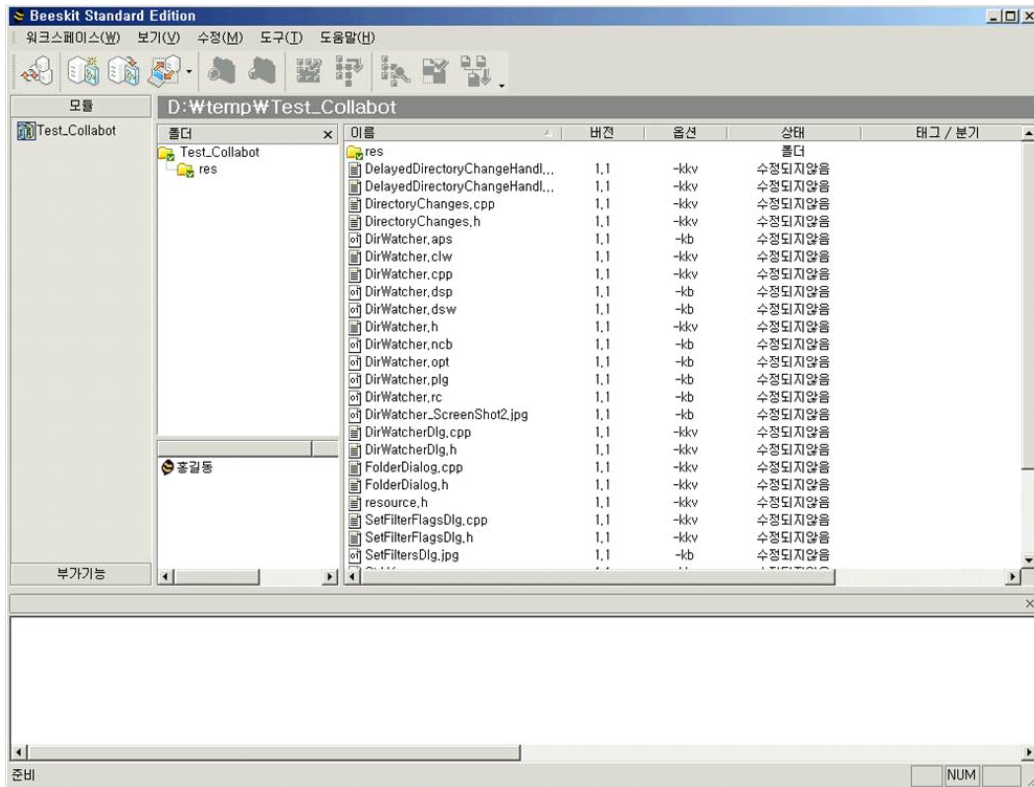 Beeskit Standard Edition
워크스페이스(W) 보기(V) 수정(M) 도구(T) 도움말(H)
모듈
D:₩temp₩Test_Collabot
Test_Collabot
폴더
Test_Collabot
res
홍길동
부가기능
이름 버전 옵션 상태 태그 / 분기
res 폴더
DelayedDirectoryChangeHandl... 1.1 -kkv 수정되지않음
DelayedDirectoryChangeHandl... 1.1 -kkv 수정되지않음
DirectoryChanges.cpp 1.1 -kkv 수정되지않음
DirectoryChanges.h 1.1 -kkv 수정되지않음
DirWatcher.aps 1.1 -kb 수정되지않음
DirWatcher.clw 1.1 -kkv 수정되지않음
DirWatcher.cpp 1.1 -kkv 수정되지않음
DirWatcher.dsp 1.1 -kb 수정되지않음
DirWatcher.dsw 1.1 -kb 수정되지않음
DirWatcher.h 1.1 -kkv 수정되지않음
DirWatcher.ncb 1.1 -kb 수정되지않음
DirWatcher.opt 1.1 -kb 수정되지않음
DirWatcher.plg 1.1 -kb 수정되지않음
DirWatcher.rc 1.1 -kb 수정되지않음
DirWatcher_ScreenShot2.jpg 1.1 -kb 수정되지않음
DirWatcherDlg.cpp 1.1 -kkv 수정되지않음
DirWatcherDlg.h 1.1 -kkv 수정되지않음
FolderDialog.cpp 1.1 -kkv 수정되지않음
FolderDialog.h 1.1 -kkv 수정되지않음
resource.h 1.1 -kkv 수정되지않음
SetFilterFlagsDlg.cpp 1.1 -kkv 수정되지않음
SetFilterFlagsDlg.h 1.1 -kkv 수정되지않음
SetFiltersDlg.jpg 1.1 -kb 수정되지않음
준비
NUM